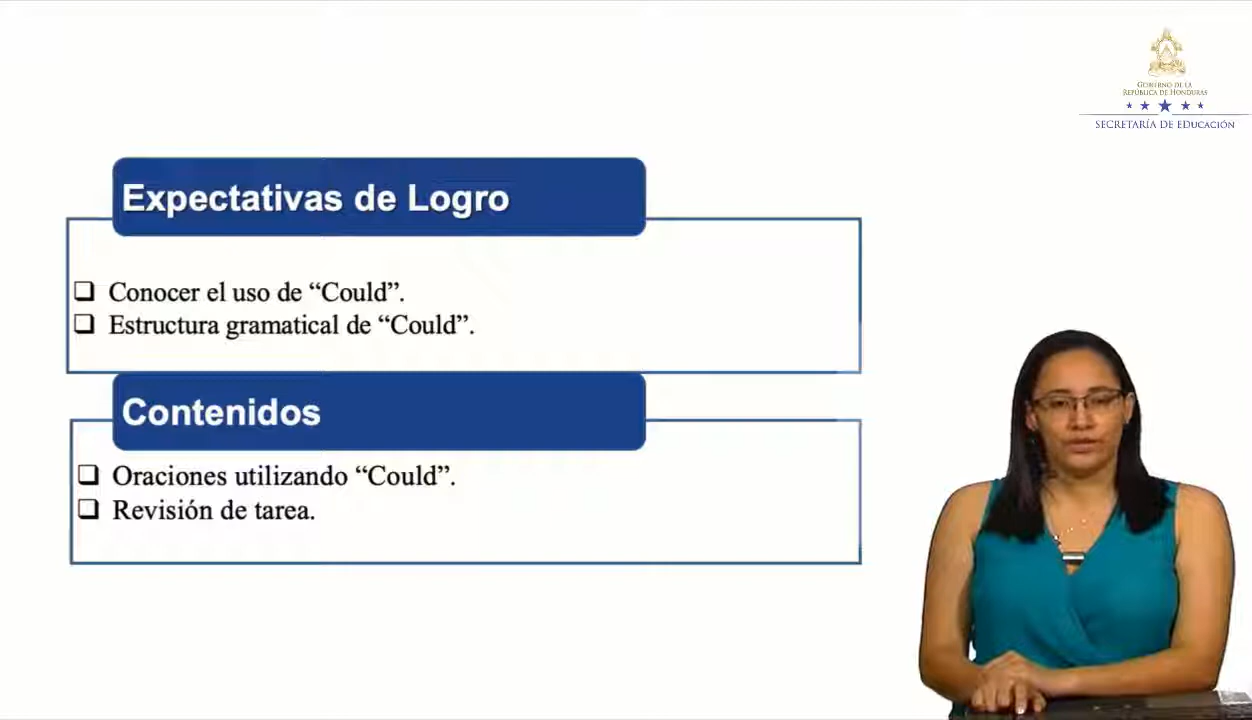 GOBIERNO DE LA
REPÚBLICA DE HONDURAS
SECRETARÍA DE EDUCACIÓN
Expectativas de Logro
Conocer el uso de “Could”.
Estructura gramatical de “Could”.
Contenidos
Oraciones utilizando “Could”.
Revisión de tarea.